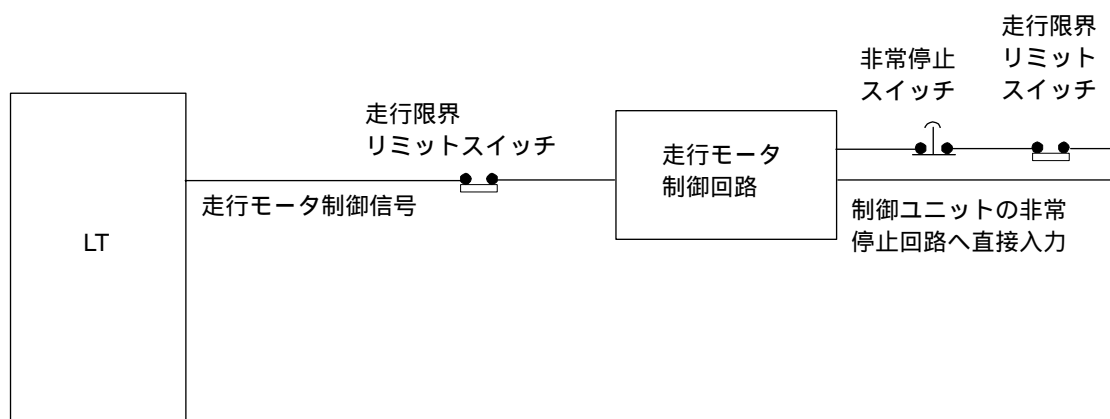 走行限界
リミット
スイッチ
非常停止
スイッチ
走行限界
リミットスイッチ
走行モータ
制御回路
走行モータ制御信号
制御ユニットの非常
停止回路へ直接入力
LT